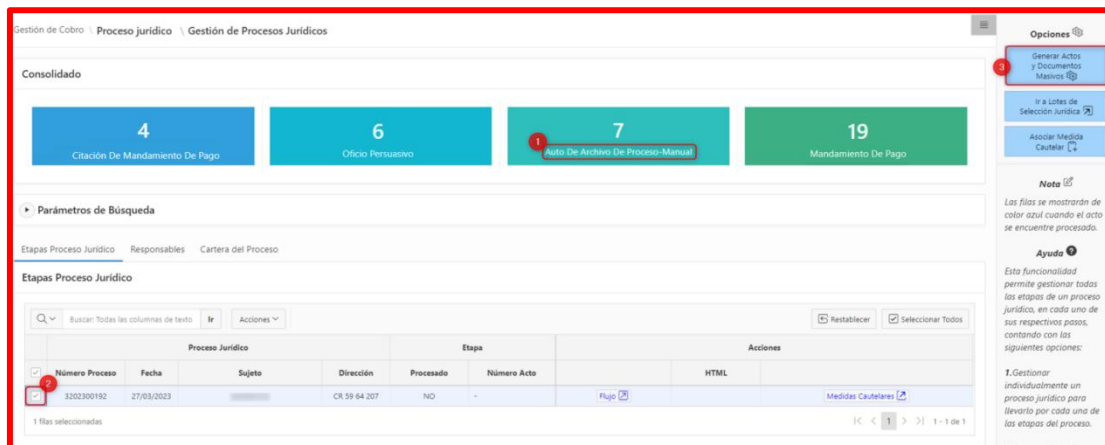 Gestión de Cobro \ Proceso jurídico \ Gestión de Procesos Jurídicos
Consolidado
4
Citación De Mandamiento De Pago
6
Oficio Persuasivo
7
1
Auto De Archivo De Proceso-Manual
19
Mandamiento De Pago
Parámetros de Búsqueda
Etapas Proceso Jurídico Responsables Cartera del Proceso
Etapas Proceso Jurídico
Buscar: Todas las columnas de texto Ir Acciones Restablecer Seleccionar Todos
Proceso Jurídico Etapa Acciones
Número Proceso Fecha Sujeto Dirección Procesado Número Acto HTML
2
3202300192 27/03/2023 CR 59 64 207 NO - Flujo Medidas Cautelares
1 filas seleccionadas 1 1 - 1 de 1
Opciones
3
Generar Actos
y Documentos
Masivos
Ir a Lotes de
Selección Jurídica
Asociar Medida
Cautelar
Nota
Las filas se mostrarán de
color azul cuando el acto
se encuentre procesado.
Ayuda
Esta funcionalidad
permite gestionar todas
las etapas de un proceso
jurídico, en cada uno de
sus respectivos pasos,
contando con las
siguientes opciones:
1.Gestionar
individualmente un
proceso jurídico para
llevarlo por cada una de
las etapas del proceso.